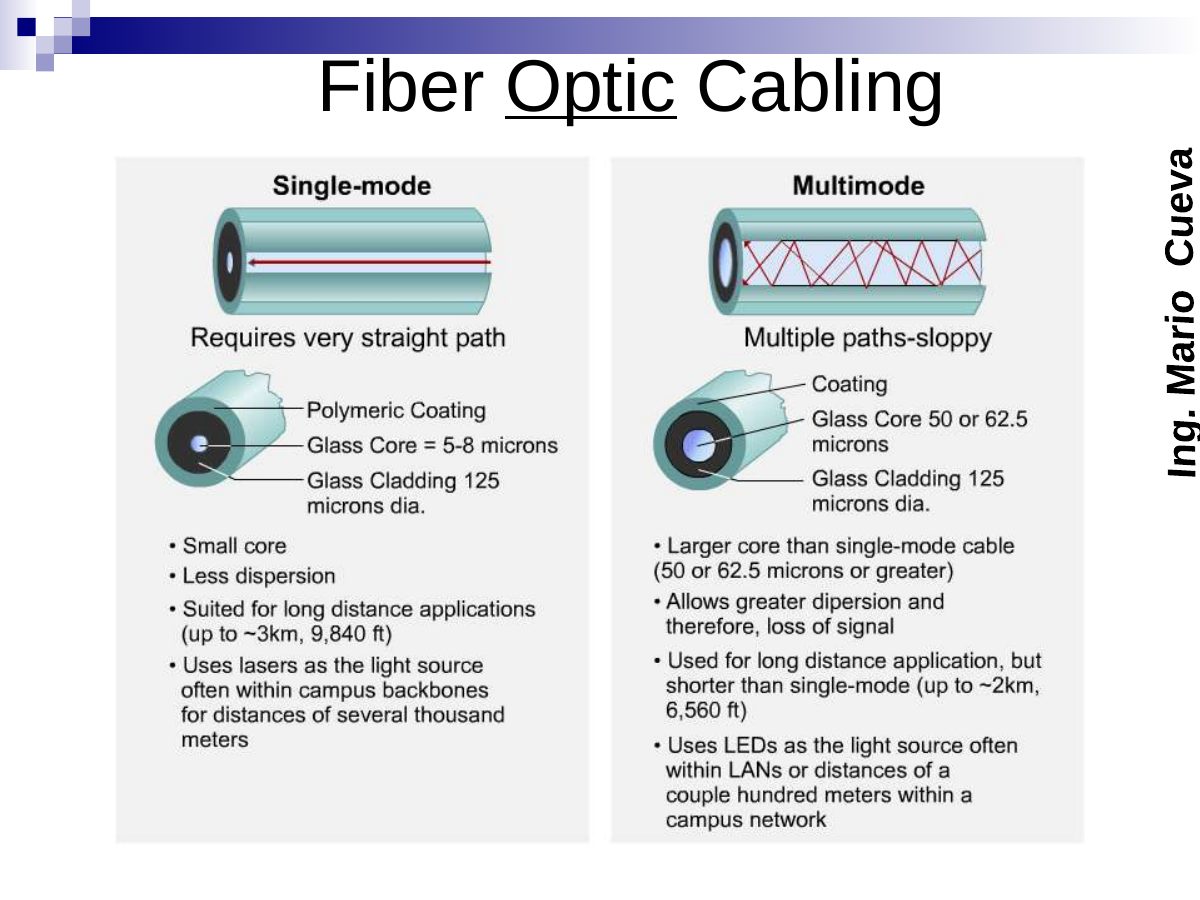 Fiber Optic Cabling
Single-mode
Requires very straight path
Polymeric Coating
Glass Core = 5-8 microns
Glass Cladding 125
microns dia.
• Small core
• Less dispersion
• Suited for long distance applications
(up to ~3km, 9,840 ft)
• Uses lasers as the light source
often within campus backbones
for distances of several thousand
meters
Multimode
Multiple paths-sloppy
Coating
Glass Core 50 or 62.5
microns
Glass Cladding 125
microns dia.
• Larger core than single-mode cable
(50 or 62.5 microns or greater)
• Allows greater dipersion and
therefore, loss of signal
• Used for long distance application, but
shorter than single-mode (up to ~2km,
6,560 ft)
• Uses LEDs as the light source often
within LANs or distances of a
couple hundred meters within a
campus network
Ing. Mario Cueva